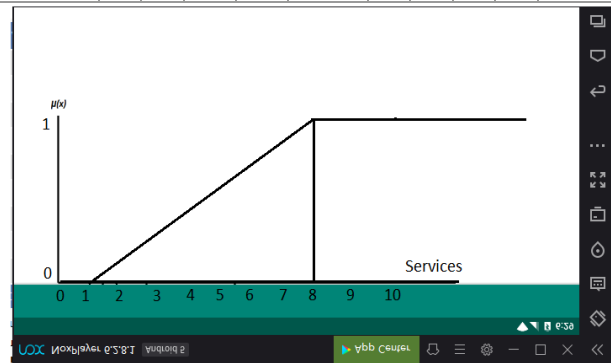 μ(x)
1
0
Services
0 1 2 3 4 5 6 7 8 9 10
6:29
nox NoxPlayer 6.2.8.1 Android 5 App Center